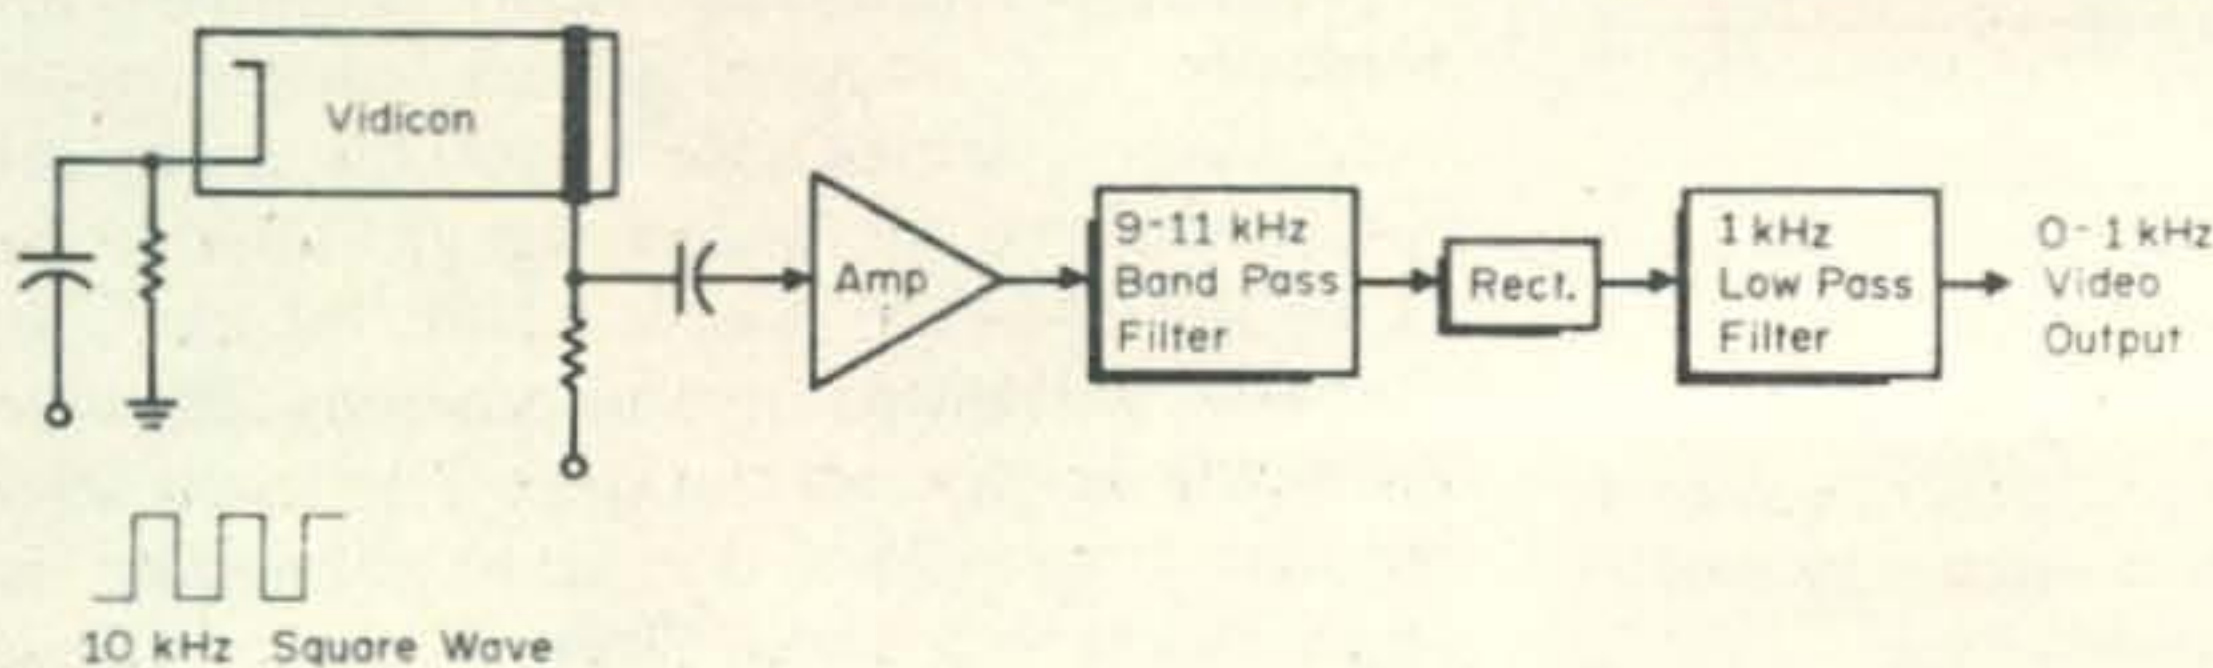 Vidicon
Amp
9-11 kHz
Band Pass
Filter
Rect.
1 kHz
Low Pass
Filter
0-1 kHz
Video
Output
10 kHz Square Wave